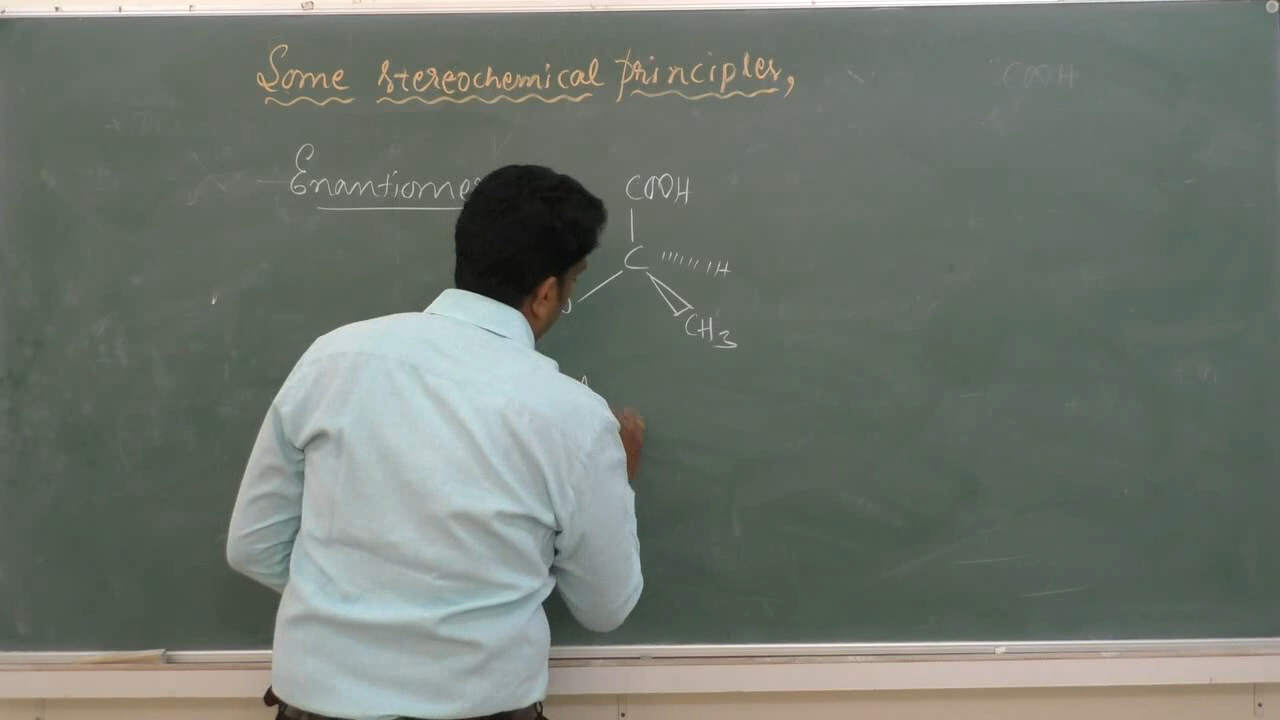 Some stereochemical principles,
COOH
Enantiomer
COOH
C H
CH3